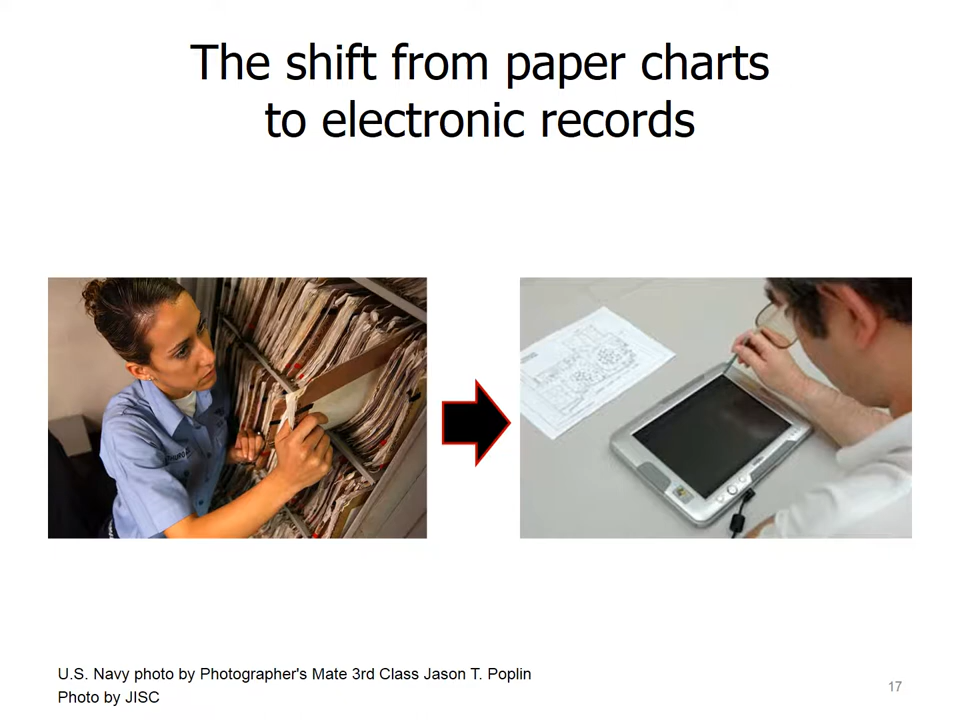 The shift from paper charts
to electronic records
U.S. Navy photo by Photographer's Mate 3rd Class Jason T. Poplin
Photo by JISC
17